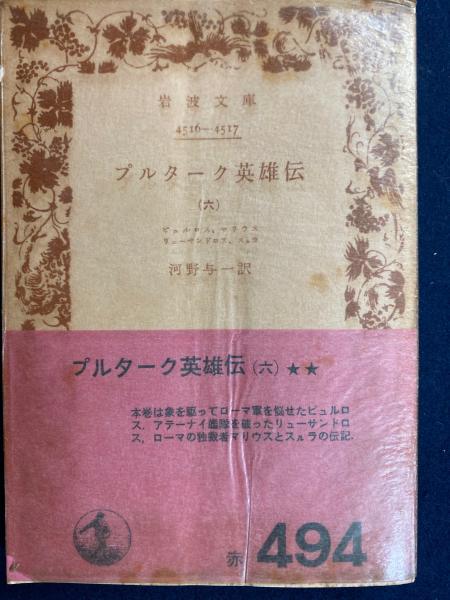 岩波文庫
4516—4517
プルターク英雄伝
(六)
ピュルロス、マリウス
リューサンドロス、スルラ
河野与一訳
プルターク英雄伝(六)★★
本巻は象を駆ってローマ軍を悩せたピュルロ
ス、アテーナイ艦隊を破ったリューサンドロ
ス、ローマの独裁者マリウスとスルラの伝記.
赤 494